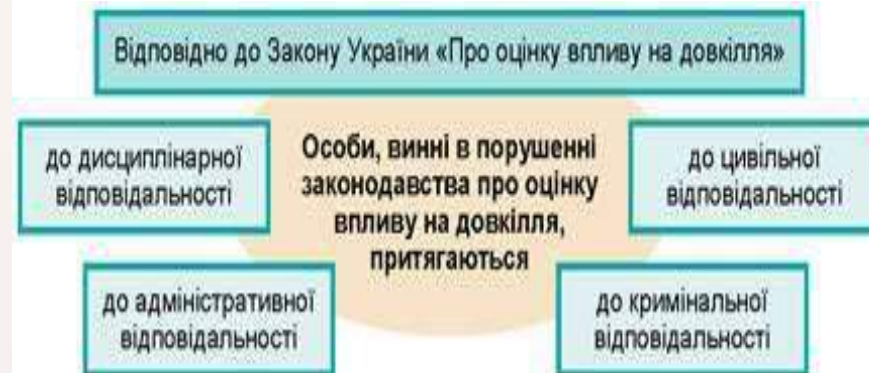 Відповідно до Закону України «Про оцінку впливу на довкілля»
Особи, винні в порушенні
законодавства про оцінку
впливу на довкілля,
притягаються
до дисциплінарної
відповідальності
до цивільної
відповідальності
до адміністративної
відповідальності
до кримінальної
відповідальності